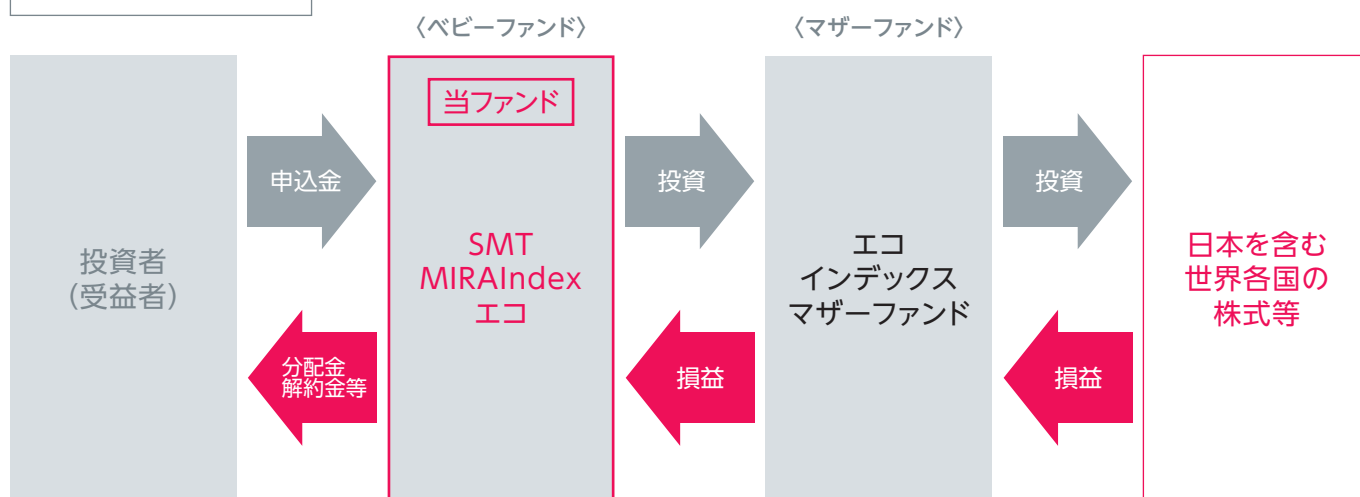 〈ベビーファンド〉
〈マザーファンド〉
投資者
(受益者)
申込金
分配金
解約金等
当ファンド
SMT
MIRAIndex
エコ
投資
損益
エコ
インデックス
マザーファンド
投資
損益
日本を含む
世界各国の
株式等